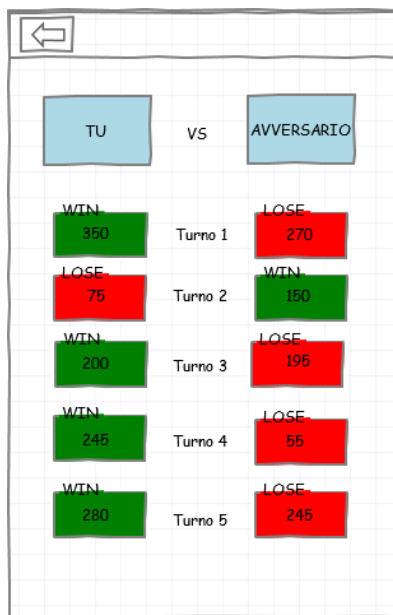 TU VS AVVERSARIO
WIN LOSE
350 Turno 1 270
LOSE WIN
75 Turno 2 150
WIN LOSE
200 Turno 3 195
WIN LOSE
245 Turno 4 55
WIN LOSE
280 Turno 5 245